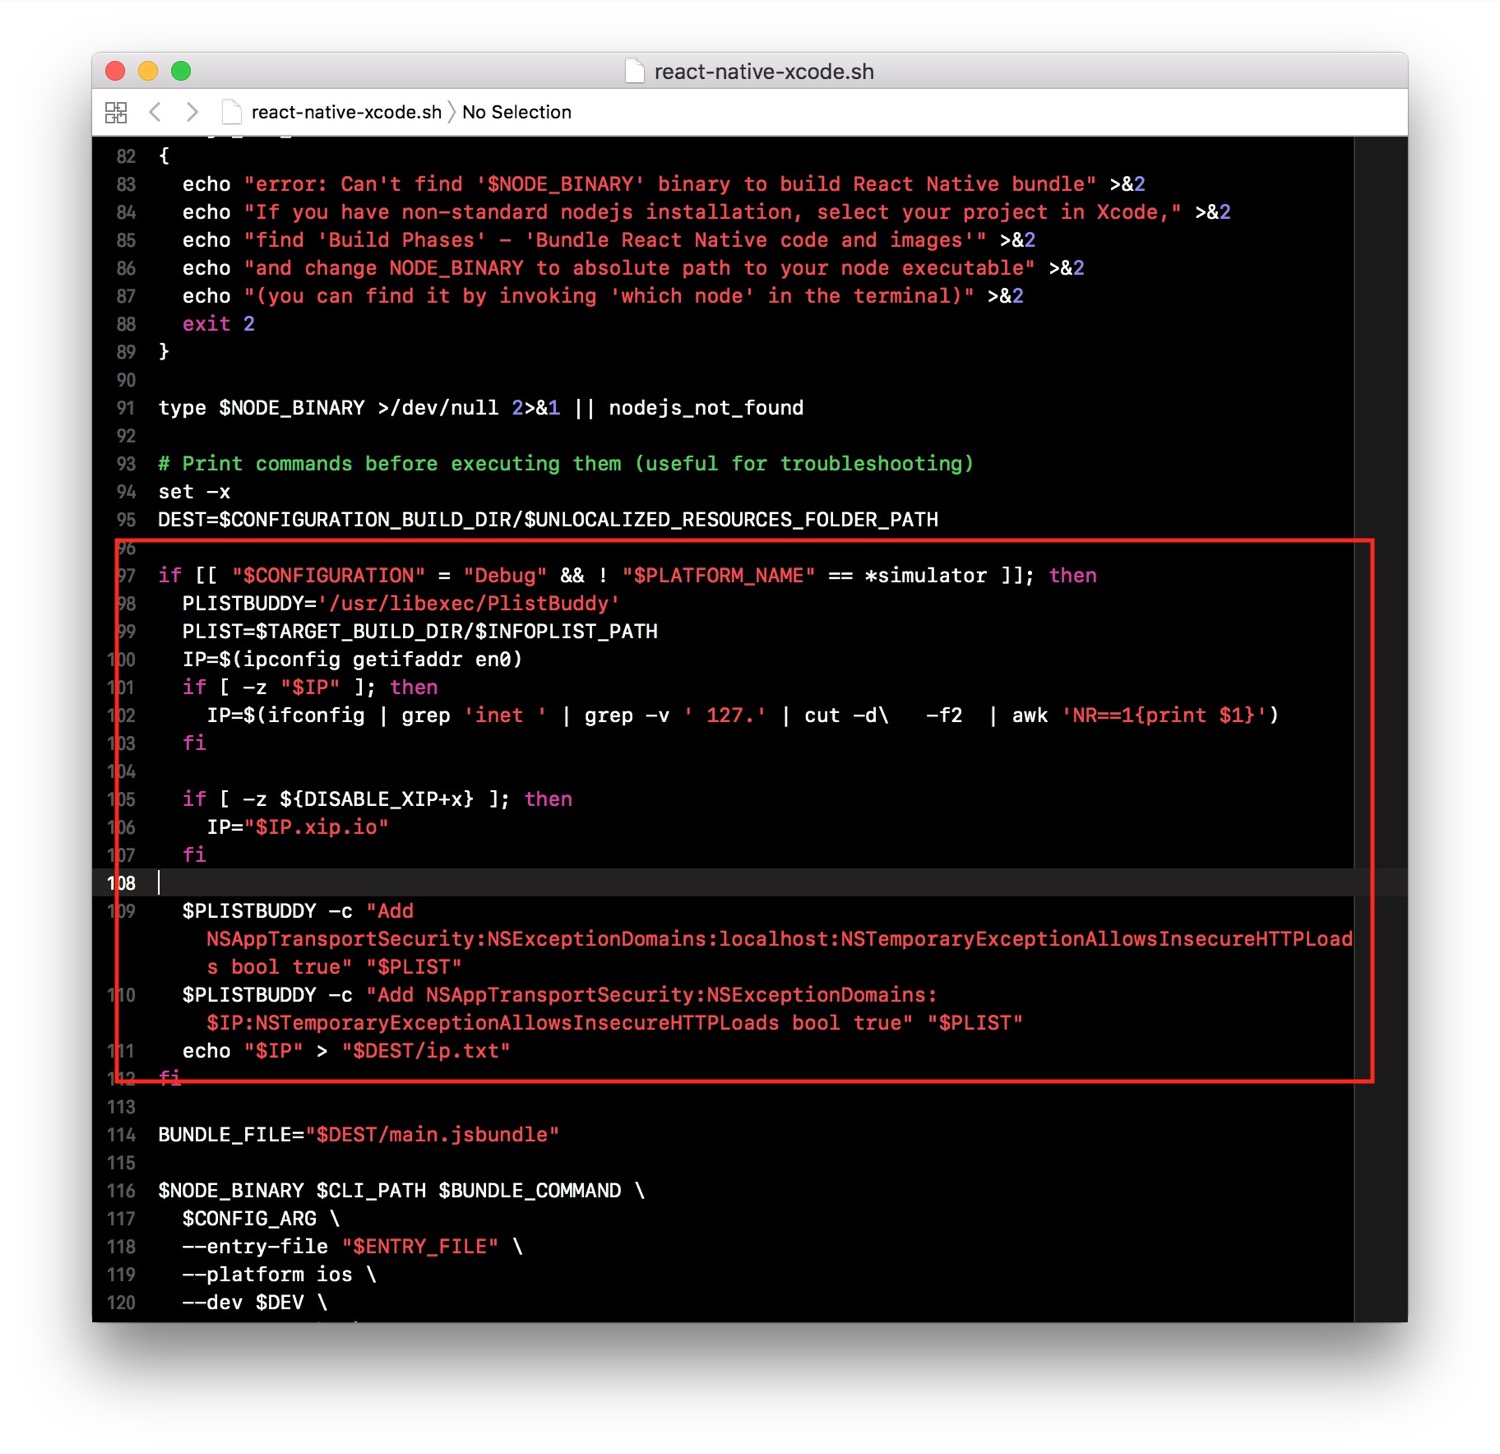 react-native-xcode.sh
react-native-xcode.sh 〉 No Selection
82 {
83 echo "error: Can't find '$NODE_BINARY' binary to build React Native bundle" >&2
84 echo "If you have non-standard nodejs installation, select your project in Xcode," >&2
85 echo "find 'Build Phases' - 'Bundle React Native code and images'" >&2
86 echo "and change NODE_BINARY to absolute path to your node executable" >&2
87 echo "(you can find it by invoking 'which node' in the terminal)" >&2
88 exit 2
89 }
90
91 type $NODE_BINARY >/dev/null 2>&1 || nodejs_not_found
92
93 # Print commands before executing them (useful for troubleshooting)
94 set -x
95 DEST=$CONFIGURATION_BUILD_DIR/$UNLOCALIZED_RESOURCES_FOLDER_PATH
96
97 if [[ "$CONFIGURATION" = "Debug" && ! "$PLATFORM_NAME" == *simulator ]]; then
98 PLISTBUDDY='/usr/libexec/PlistBuddy'
99 PLIST=$TARGET_BUILD_DIR/$INFOPLIST_PATH
100 IP=$(ipconfig getifaddr en0)
101 if [ -z "$IP" ]; then
102 IP=$(ifconfig | grep 'inet ' | grep -v ' 127.' | cut -d\   -f2  | awk 'NR==1{print $1}')
103 fi
104
105 if [ -z ${DISABLE_XIP+x} ]; then
106 IP="$IP.xip.io"
107 fi
108
109 $PLISTBUDDY -c "Add
NSAppTransportSecurity:NSExceptionDomains:localhost:NSTemporaryExceptionAllowsInsecureHTTPLoad
s bool true" "$PLIST"
110 $PLISTBUDDY -c "Add NSAppTransportSecurity:NSExceptionDomains:
$IP:NSTemporaryExceptionAllowsInsecureHTTPLoads bool true" "$PLIST"
111 echo "$IP" > "$DEST/ip.txt"
112 fi
113
114 BUNDLE_FILE="$DEST/main.jsbundle"
115
116 $NODE_BINARY $CLI_PATH $BUNDLE_COMMAND \
117 $CONFIG_ARG \
118 --entry-file "$ENTRY_FILE" \
119 --platform ios \
120 --dev $DEV \